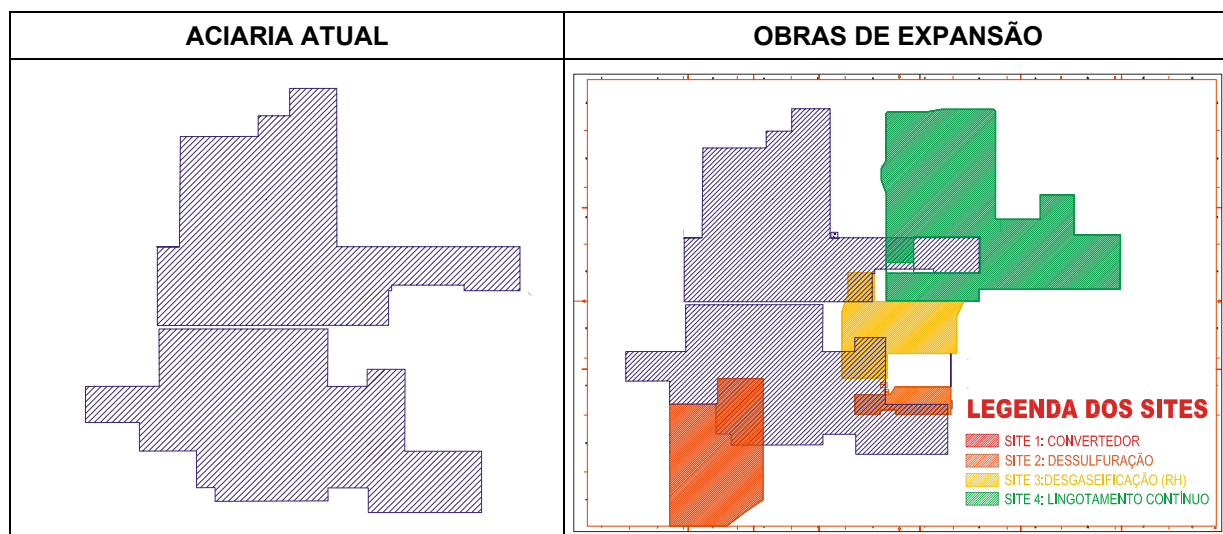 ACIARIA ATUAL
OBRAS DE EXPANSÃO
LEGENDA DOS SITES
SITE 1: CONVERTEDOR
SITE 2: DESSULFURAÇÃO
SITE 3:DESGASEIFICAÇÃO (RH)
SITE 4: LINGOTAMENTO CONTÍNUO